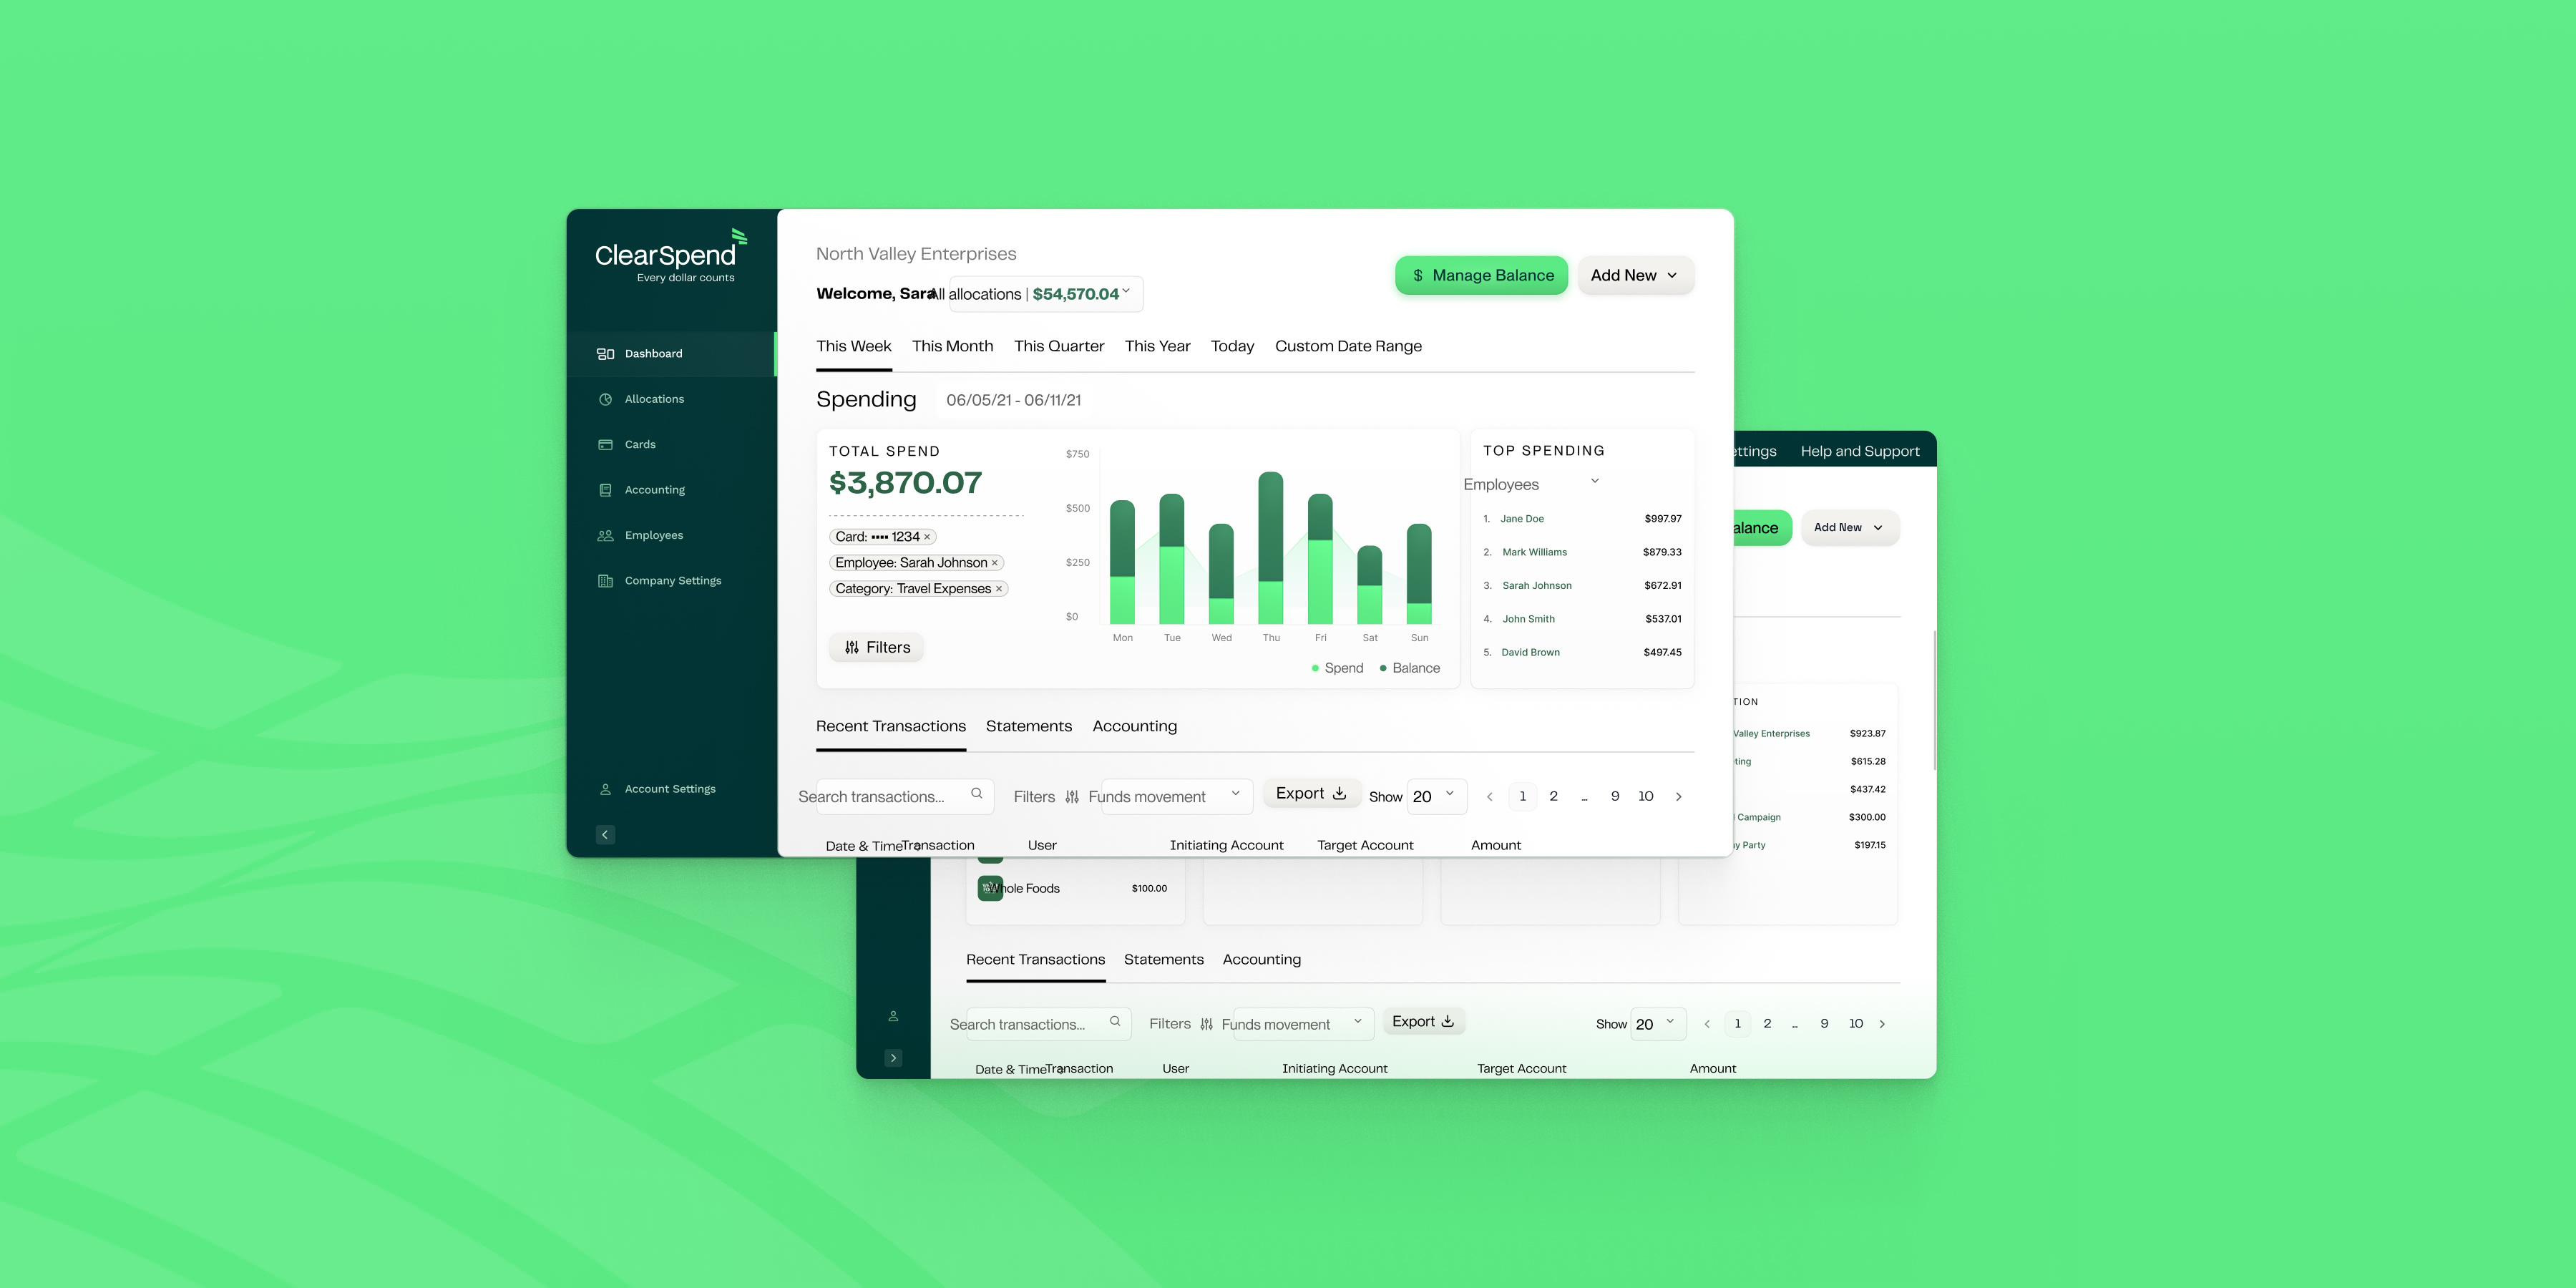 ClearSpend
Every dollar counts
Dashboard
Allocations
Cards
Accounting
Employees
Company Settings
Account Settings
North Valley Enterprises
Welcome, Sara
All allocations | $54,570.04
$ Manage Balance
Add New
This Week This Month This Quarter This Year Today Custom Date Range
Spending 06/05/21 - 06/11/21
TOTAL SPEND
$3,870.07
Card: •••• 1234 ×
Employee: Sarah Johnson ×
Category: Travel Expenses ×
Filters
$750
$500
$250
$0
Mon Tue Wed Thu Fri Sat Sun
Spend Balance
TOP SPENDING
Employees
1. Jane Doe $997.97
2. Mark Williams $879.33
3. Sarah Johnson $672.91
4. John Smith $537.01
5. David Brown $497.45
Recent Transactions Statements Accounting
Search transactions... Filters Funds movement Export Show 20 1 2 ... 9 10
Date & Time Transaction User Initiating Account Target Account Amount
ettings Help and Support
alance Add New
TION
Valley Enterprises $923.87
ting $615.28
$437.42
Campaign $300.00
y Party $197.15
Whole Foods $100.00
Recent Transactions Statements Accounting
Search transactions... Filters Funds movement Export Show 20 1 2 ... 9 10
Date & Time Transaction User Initiating Account Target Account Amount